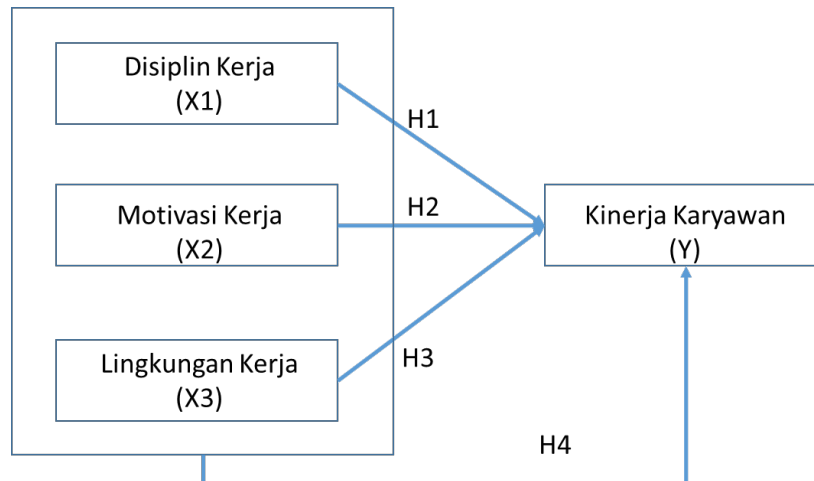 Disiplin Kerja
(X1)
H1
Motivasi Kerja
(X2)
H2
Kinerja Karyawan
(Y)
Lingkungan Kerja
(X3)
H3
H4